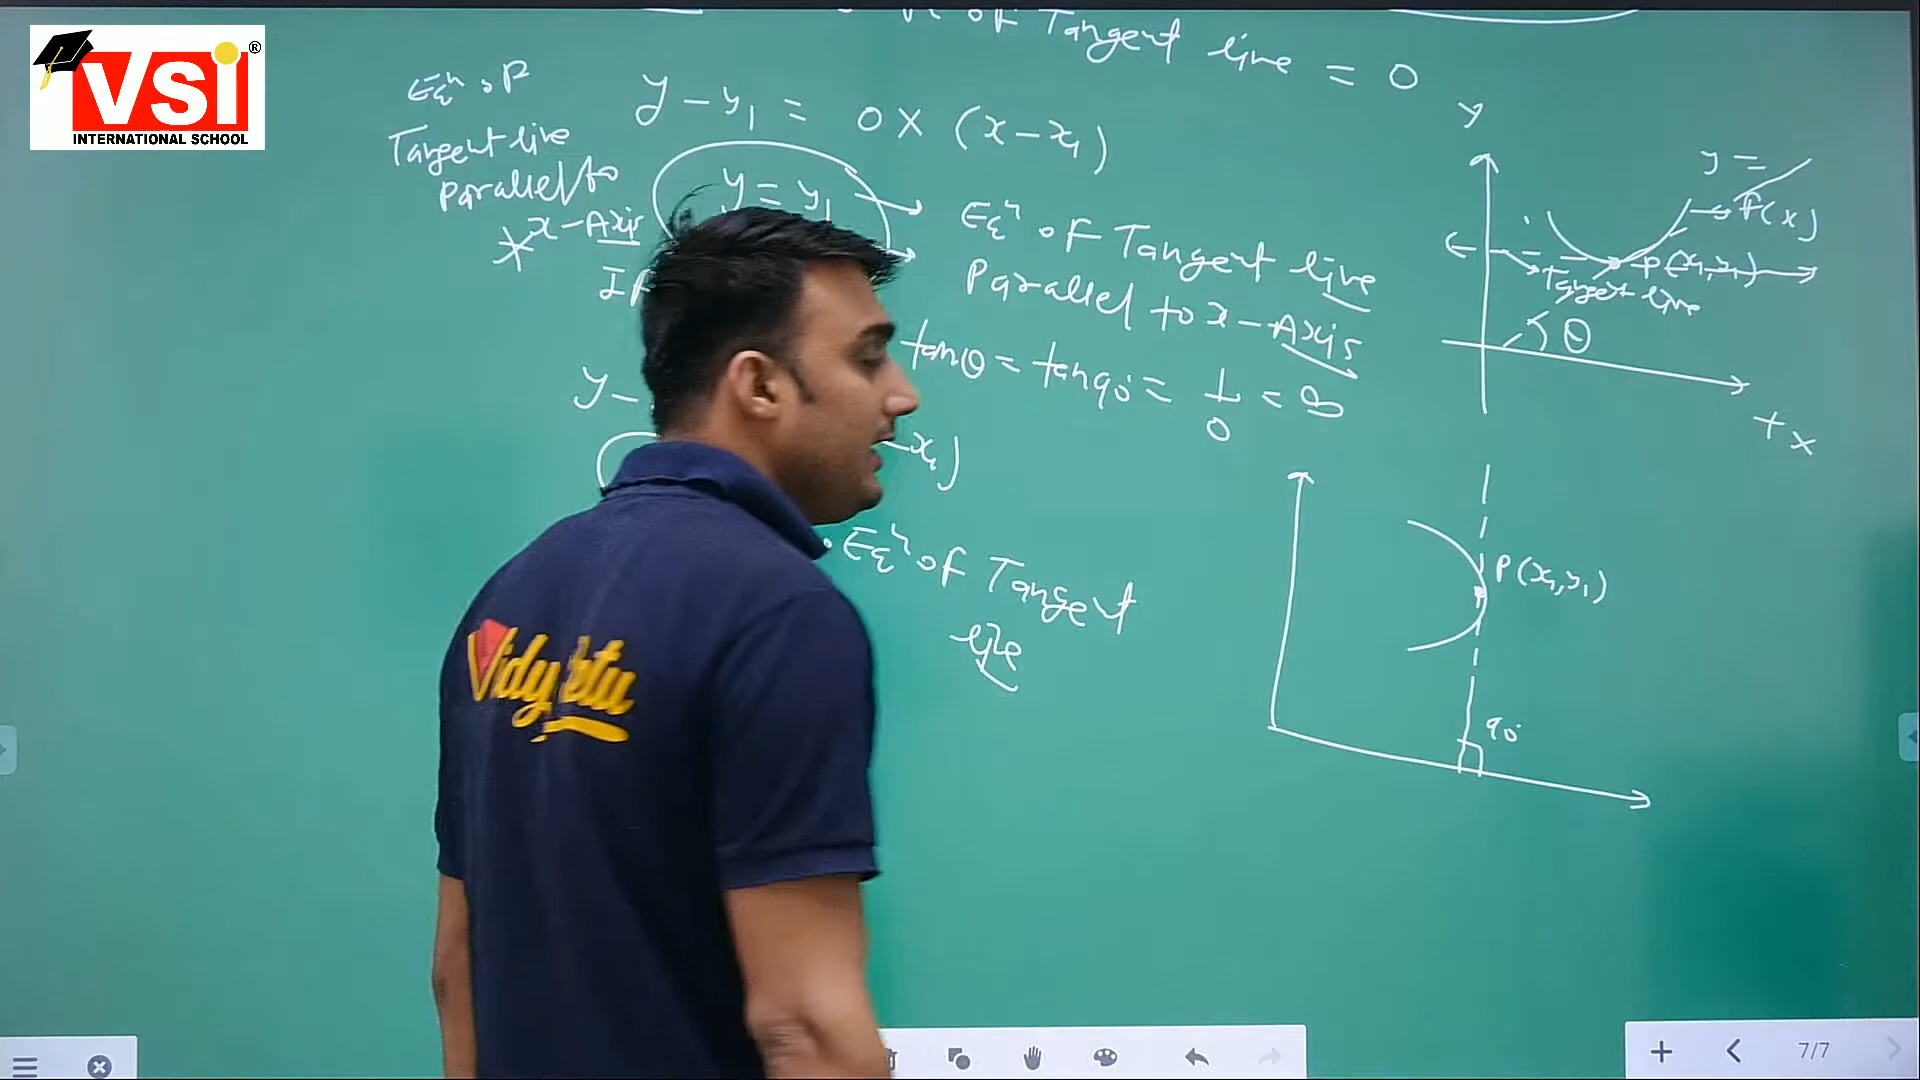 VSI ®
INTERNATIONAL SCHOOL
of Tangent line = 0
Eqn of
Tangent line
parallel to
* x-Axis
y - y1 = 0 × (x - x1)
y = y1
Eqn of Tangent line
Parallel to x-Axis
If
tanθ = tan90° = 1/0 = ∞
y -
- x1)
Eqn of Tangent
line
y
y =
f(x)
P(x1, y1)
Tangent line
θ
+x
P(x1, y1)
90°
7/7